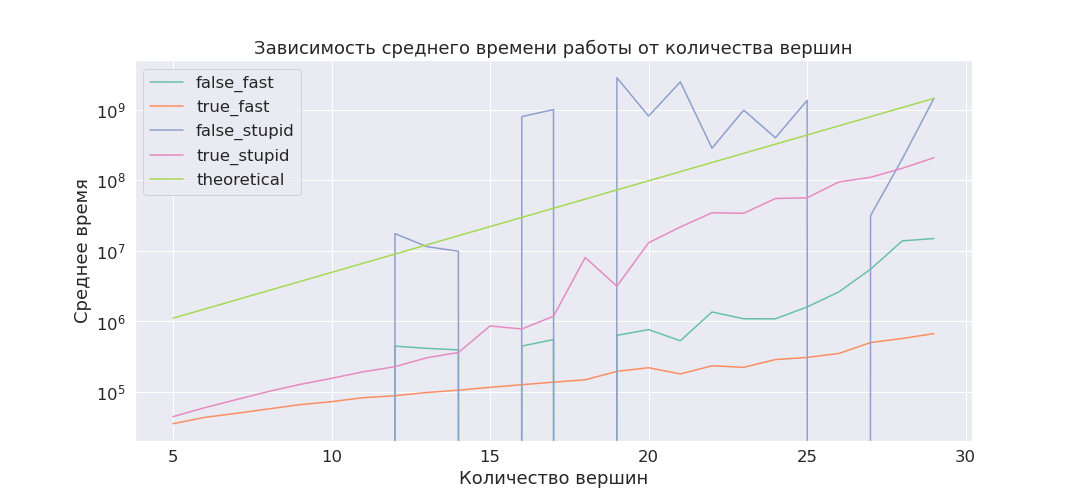 Зависимость среднего времени работы от количества вершин
false_fast
true_fast
false_stupid
true_stupid
theoretical
10⁹
10⁸
10⁷
10⁶
10⁵
Среднее время
5 10 15 20 25 30
Количество вершин